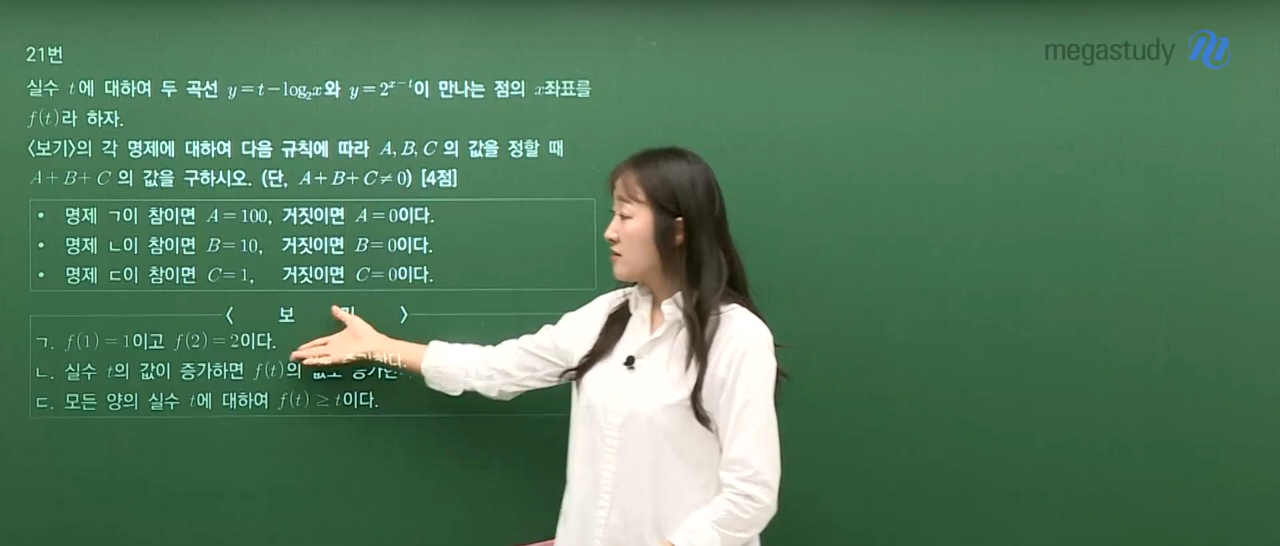 megastudy
21번
실수 t에 대하여 두 곡선 y=t-log₂x와 y=2^{x-t}이 만나는 점의 x좌표를
f(t)라 하자.
〈보기〉의 각 명제에 대하여 다음 규칙에 따라 A, B, C의 값을 정할 때
A+B+C의 값을 구하시오. (단, A+B+C≠0) [4점]
• 명제 ㄱ이 참이면 A=100, 거짓이면 A=0이다.
• 명제 ㄴ이 참이면 B=10, 거짓이면 B=0이다.
• 명제 ㄷ이 참이면 C=1, 거짓이면 C=0이다.
〈 보 〉
ㄱ. f(1)=1이고 f(2)=2이다.
ㄴ. 실수 t의 값이 증가하면 f(t)의
ㄷ. 모든 양의 실수 t에 대하여 f(t)≥t이다.